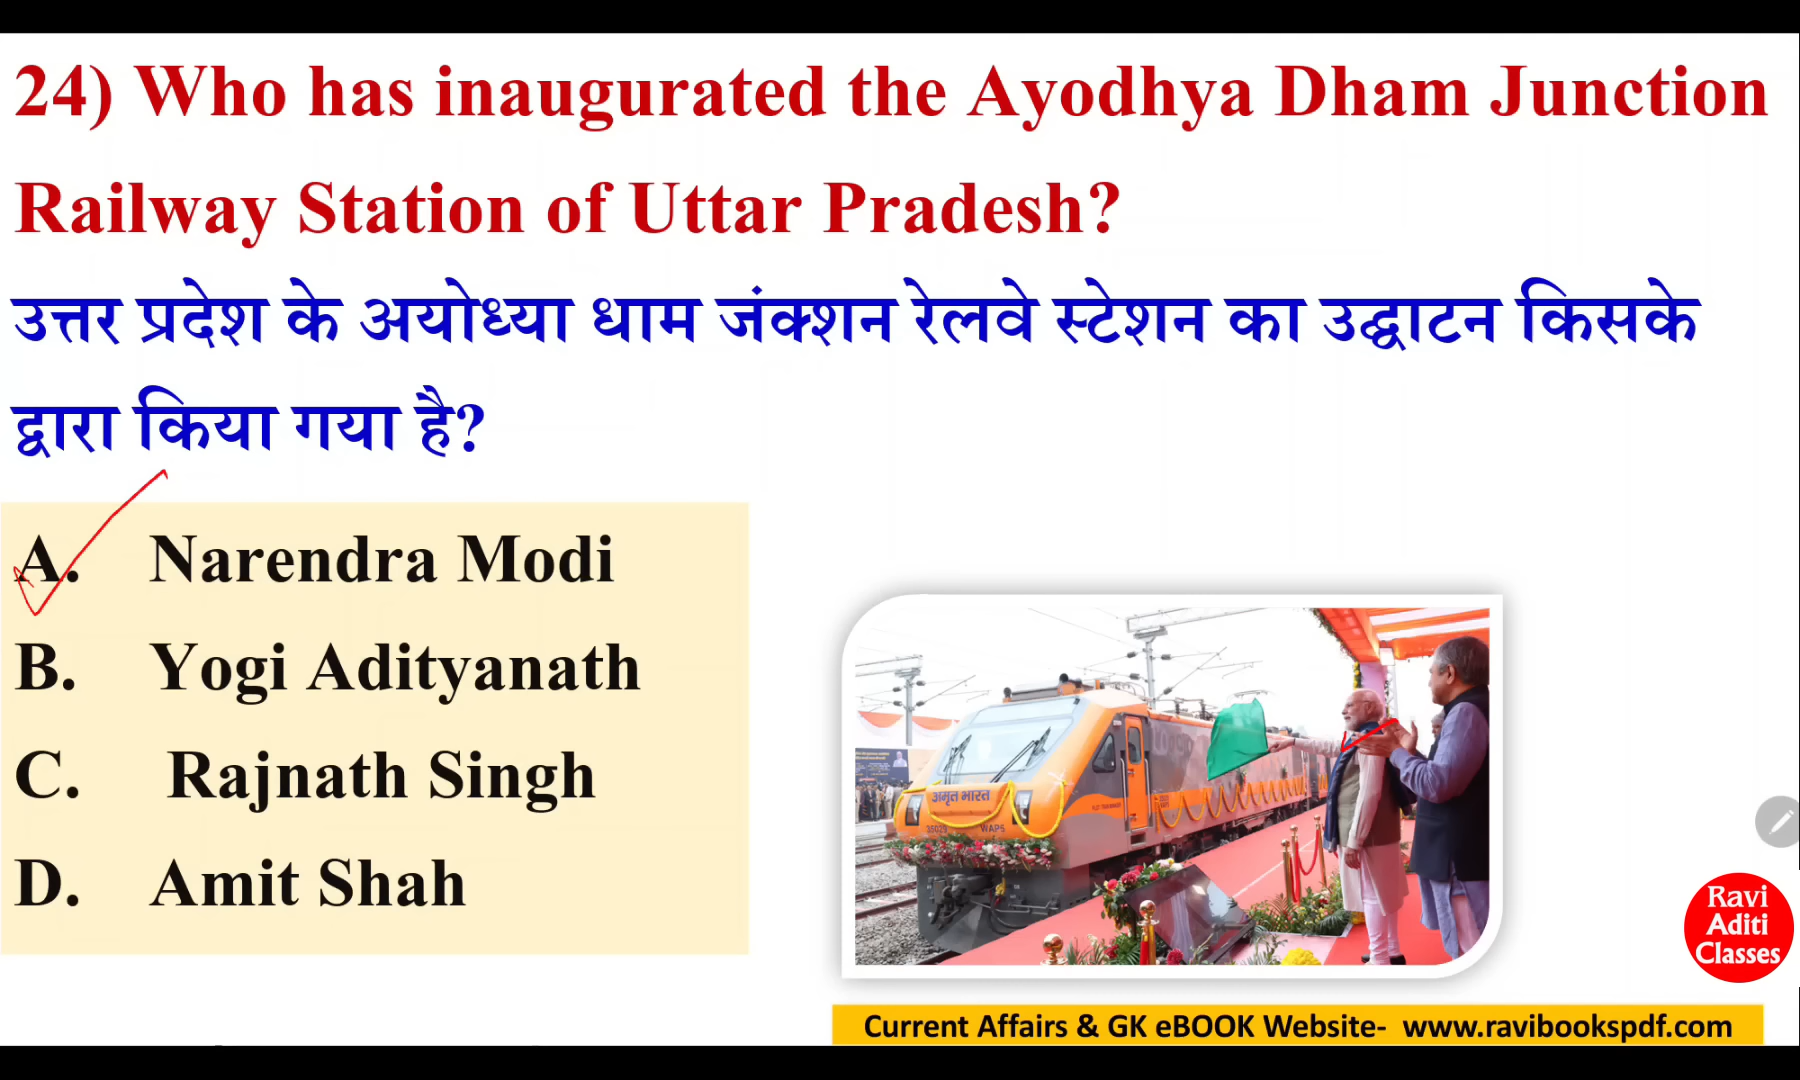 24) Who has inaugurated the Ayodhya Dham Junction
Railway Station of Uttar Pradesh?
उत्तर प्रदेश के अयोध्या धाम जंक्शन रेलवे स्टेशन का उद्घाटन किसके
द्वारा किया गया है?
A. Narendra Modi
B. Yogi Adityanath
C. Rajnath Singh
D. Amit Shah
अमृत भारत
35029 WAP5
Ravi
Aditi
Classes
Current Affairs & GK eBOOK Website- www.ravibookspdf.com